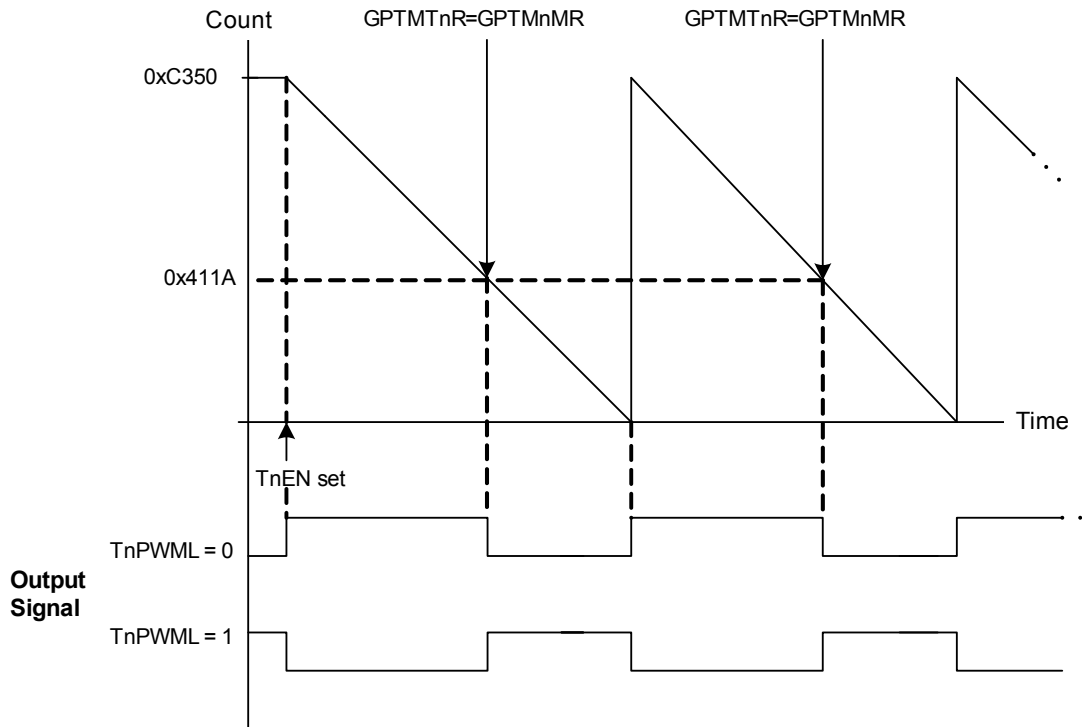 Count
GPTMTnR=GPTMnMR
GPTMTnR=GPTMnMR
0xC350
0x411A
Time
TnEN set
TnPWML = 0
Output
Signal
TnPWML = 1